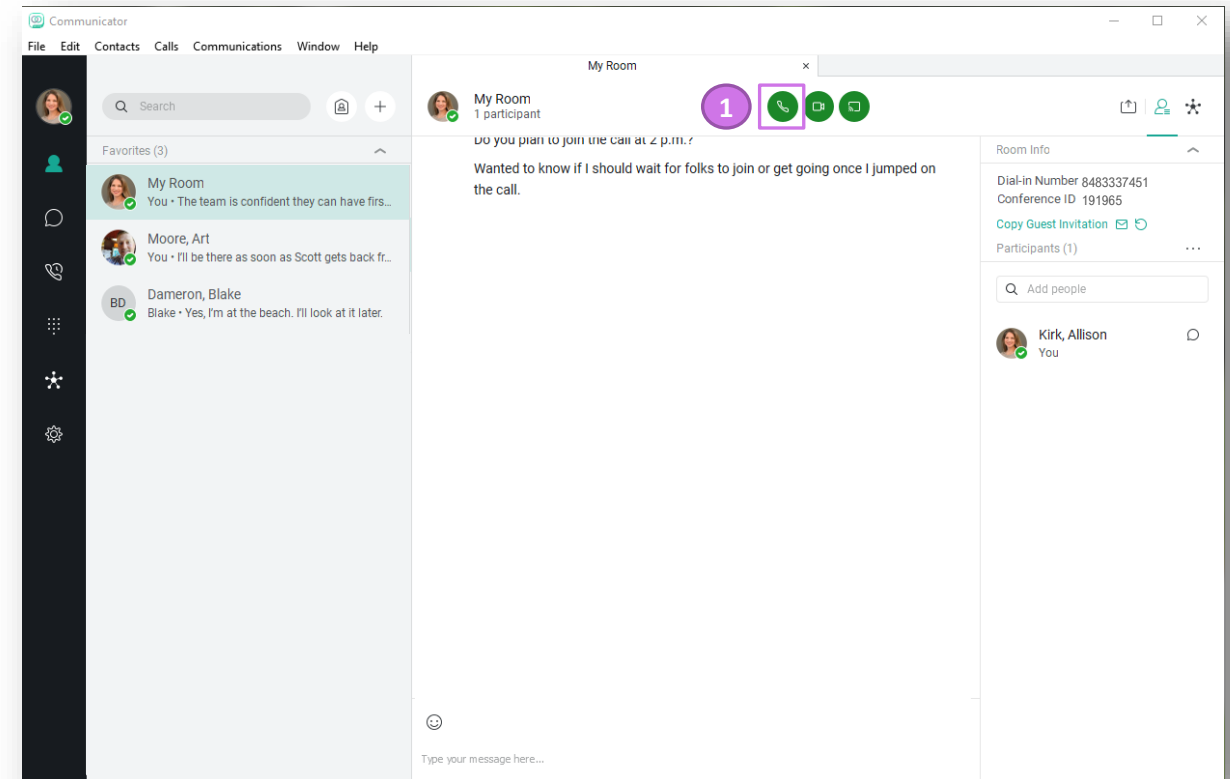 Communicator
File Edit Contacts Calls Communications Window Help
My Room
Search
My Room
1 participant
1
Favorites (3)
My Room
You • The team is confident they can have firs...
Moore, Art
You • I'll be there as soon as Scott gets back fr...
BD
Dameron, Blake
Blake • Yes, I'm at the beach. I'll look at it later.
Do you plan to join the call at 2 p.m.?
Wanted to know if I should wait for folks to join or get going once I jumped on
the call.
Type your message here...
Room Info
Dial-in Number 8483337451
Conference ID 191965
Copy Guest Invitation
Participants (1)
Add people
Kirk, Allison
You